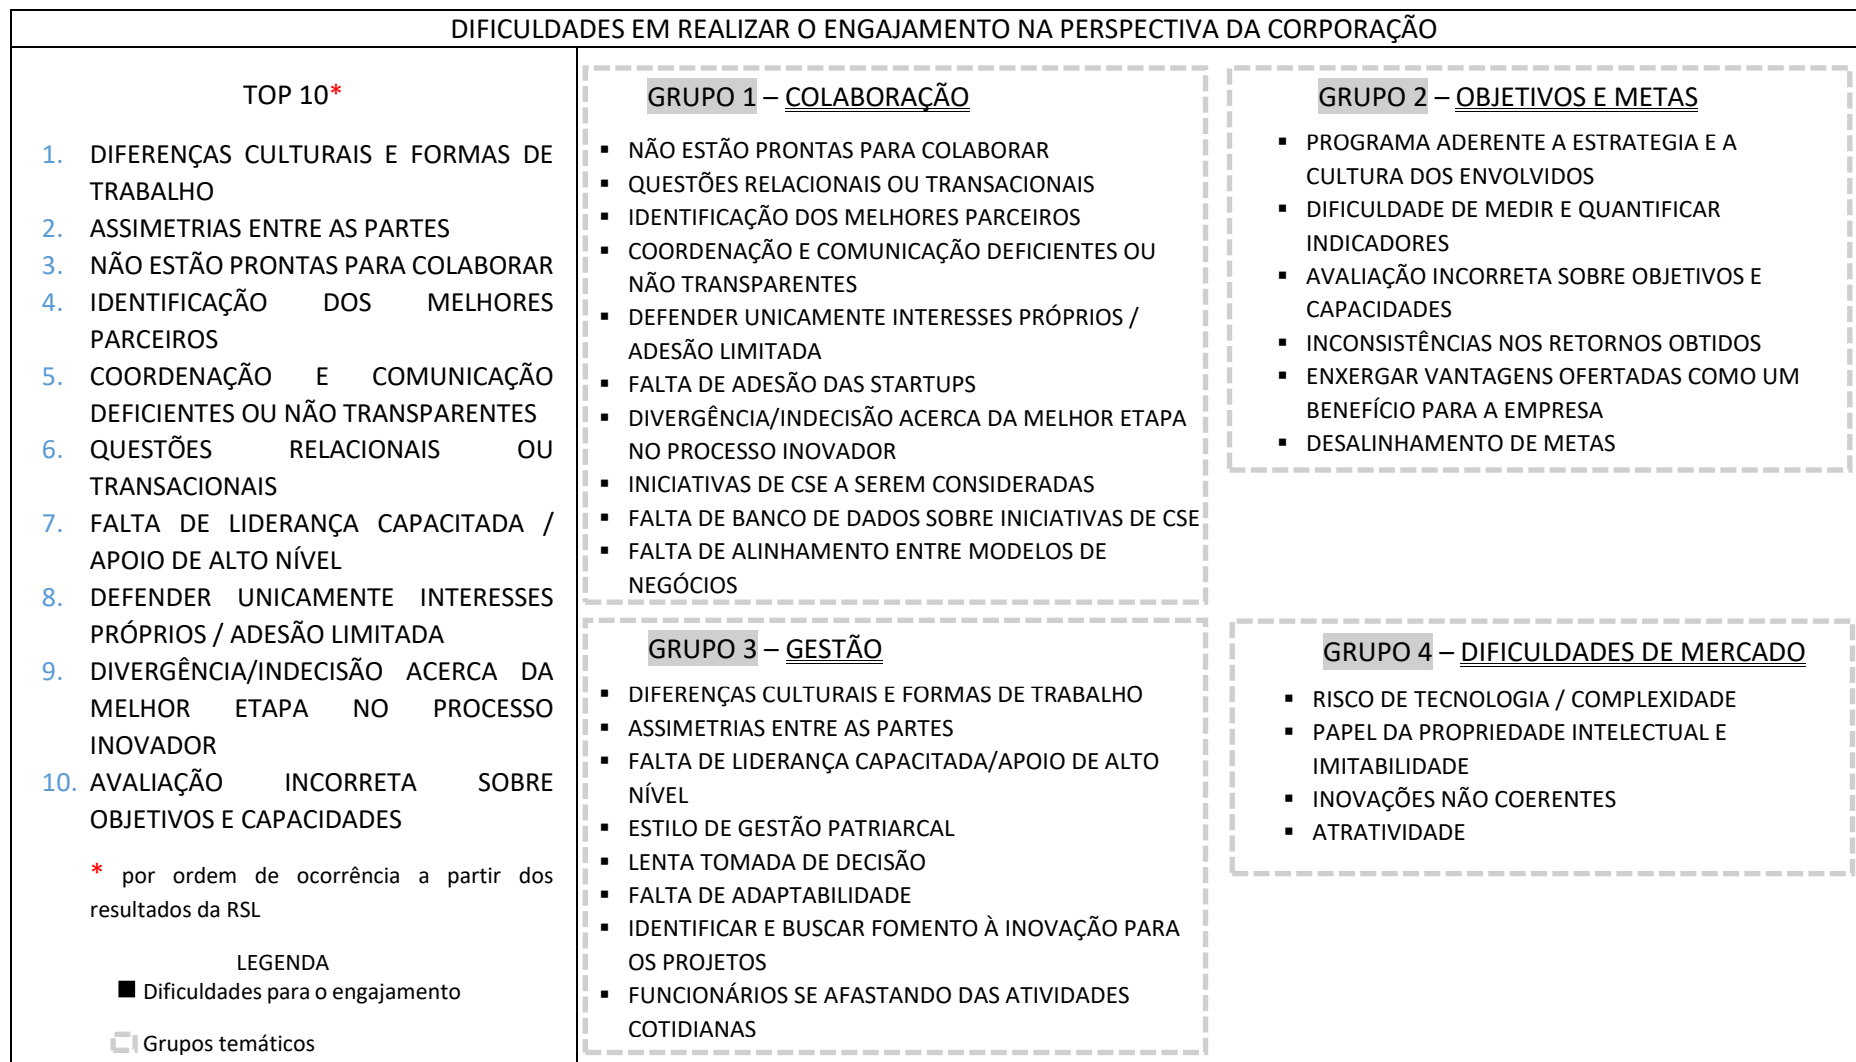 DIFICULDADES EM REALIZAR O ENGAJAMENTO NA PERSPECTIVA DA CORPORAÇÃO
TOP 10*
1. DIFERENÇAS CULTURAIS E FORMAS DE
TRABALHO
2. ASSIMETRIAS ENTRE AS PARTES
3. NÃO ESTÃO PRONTAS PARA COLABORAR
4. IDENTIFICAÇÃO DOS MELHORES
PARCEIROS
5. COORDENAÇÃO E COMUNICAÇÃO
DEFICIENTES OU NÃO TRANSPARENTES
6. QUESTÕES RELACIONAIS OU
TRANSACIONAIS
7. FALTA DE LIDERANÇA CAPACITADA /
APOIO DE ALTO NÍVEL
8. DEFENDER UNICAMENTE INTERESSES
PRÓPRIOS / ADESÃO LIMITADA
9. DIVERGÊNCIA/INDECISÃO ACERCA DA
MELHOR ETAPA NO PROCESSO
INOVADOR
10. AVALIAÇÃO INCORRETA SOBRE
OBJETIVOS E CAPACIDADES
* por ordem de ocorrência a partir dos
resultados da RSL
LEGENDA
■ Dificuldades para o engajamento
Grupos temáticos
GRUPO 1 – COLABORAÇÃO
▪ NÃO ESTÃO PRONTAS PARA COLABORAR
▪ QUESTÕES RELACIONAIS OU TRANSACIONAIS
▪ IDENTIFICAÇÃO DOS MELHORES PARCEIROS
▪ COORDENAÇÃO E COMUNICAÇÃO DEFICIENTES OU
NÃO TRANSPARENTES
▪ DEFENDER UNICAMENTE INTERESSES PRÓPRIOS /
ADESÃO LIMITADA
▪ FALTA DE ADESÃO DAS STARTUPS
▪ DIVERGÊNCIA/INDECISÃO ACERCA DA MELHOR ETAPA
NO PROCESSO INOVADOR
▪ INICIATIVAS DE CSE A SEREM CONSIDERADAS
▪ FALTA DE BANCO DE DADOS SOBRE INICIATIVAS DE CSE
▪ FALTA DE ALINHAMENTO ENTRE MODELOS DE
NEGÓCIOS
GRUPO 2 – OBJETIVOS E METAS
▪ PROGRAMA ADERENTE A ESTRATEGIA E A
CULTURA DOS ENVOLVIDOS
▪ DIFICULDADE DE MEDIR E QUANTIFICAR
INDICADORES
▪ AVALIAÇÃO INCORRETA SOBRE OBJETIVOS E
CAPACIDADES
▪ INCONSISTÊNCIAS NOS RETORNOS OBTIDOS
▪ ENXERGAR VANTAGENS OFERTADAS COMO UM
BENEFÍCIO PARA A EMPRESA
▪ DESALINHAMENTO DE METAS
GRUPO 3 – GESTÃO
▪ DIFERENÇAS CULTURAIS E FORMAS DE TRABALHO
▪ ASSIMETRIAS ENTRE AS PARTES
▪ FALTA DE LIDERANÇA CAPACITADA/APOIO DE ALTO
NÍVEL
▪ ESTILO DE GESTÃO PATRIARCAL
▪ LENTA TOMADA DE DECISÃO
▪ FALTA DE ADAPTABILIDADE
▪ IDENTIFICAR E BUSCAR FOMENTO À INOVAÇÃO PARA
OS PROJETOS
▪ FUNCIONÁRIOS SE AFASTANDO DAS ATIVIDADES
COTIDIANAS
GRUPO 4 – DIFICULDADES DE MERCADO
▪ RISCO DE TECNOLOGIA / COMPLEXIDADE
▪ PAPEL DA PROPRIEDADE INTELECTUAL E
IMITABILIDADE
▪ INOVAÇÕES NÃO COERENTES
▪ ATRATIVIDADE